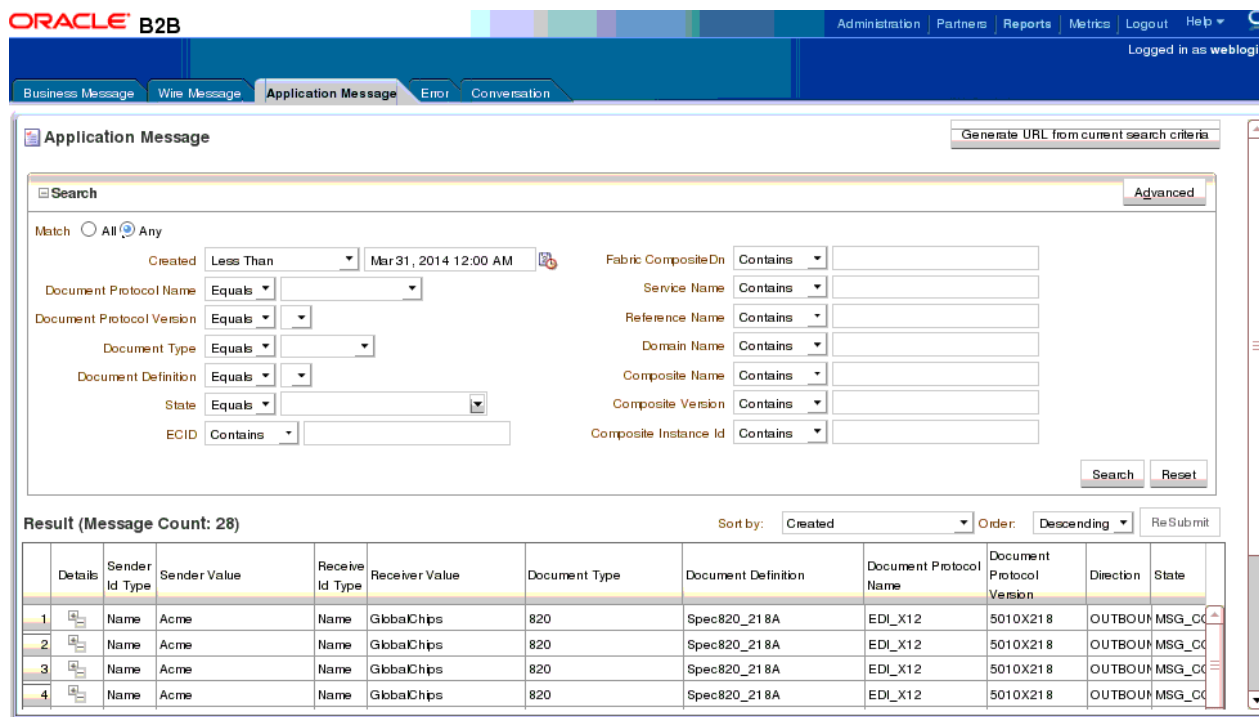 ORACLE B2B
Administration Partners Reports Metrics Logout Help
Logged in as weblogi
Business Message Wire Message Application Message Error Conversation
Application Message
Generate URL from current search criteria
Search
Advanced
Match All Any
Created Less Than Mar 31, 2014 12:00 AM Fabric CompositeDn Contains
Document Protocol Name Equals Service Name Contains
Document Protocol Version Equals Reference Name Contains
Document Type Equals Domain Name Contains
Document Definition Equals Composite Name Contains
State Equals Composite Version Contains
ECID Contains Composite Instance Id Contains
Search Reset
Result (Message Count: 28) Sort by: Created Order: Descending ReSubmit
Details Sender Id Type Sender Value Receive Id Type Receiver Value Document Type Document Definition Document Protocol Name Document Protocol Version Direction State
1 Name Acme Name GlobalChips 820 Spec820_218A EDI_X12 5010X218 OUTBOUN MSG_CO
2 Name Acme Name GlobalChips 820 Spec820_218A EDI_X12 5010X218 OUTBOUN MSG_CO
3 Name Acme Name GlobalChips 820 Spec820_218A EDI_X12 5010X218 OUTBOUN MSG_CO
4 Name Acme Name GlobalChips 820 Spec820_218A EDI_X12 5010X218 OUTBOUN MSG_CO